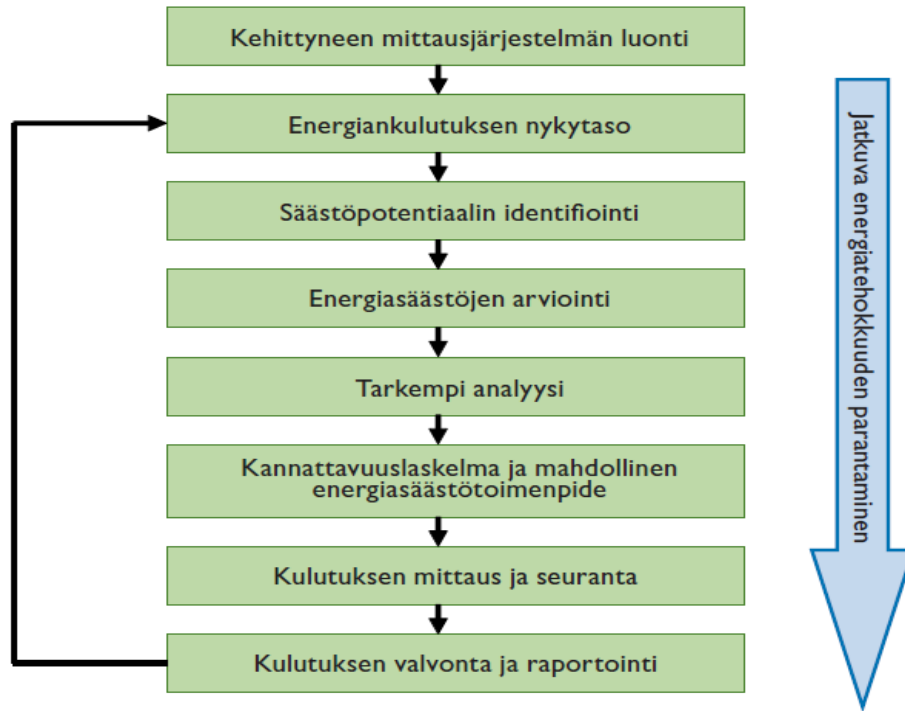 Kehittyneen mittausjärjestelmän luonti
Energiankulutuksen nykytaso
Säästöpotentiaalin identifiointi
Energiasäästöjen arviointi
Tarkempi analyysi
Kannattavuuslaskelma ja mahdollinen
energiasäästötoimenpide
Kulutuksen mittaus ja seuranta
Kulutuksen valvonta ja raportointi
Jatkuva energiatehokkuuden parantaminen